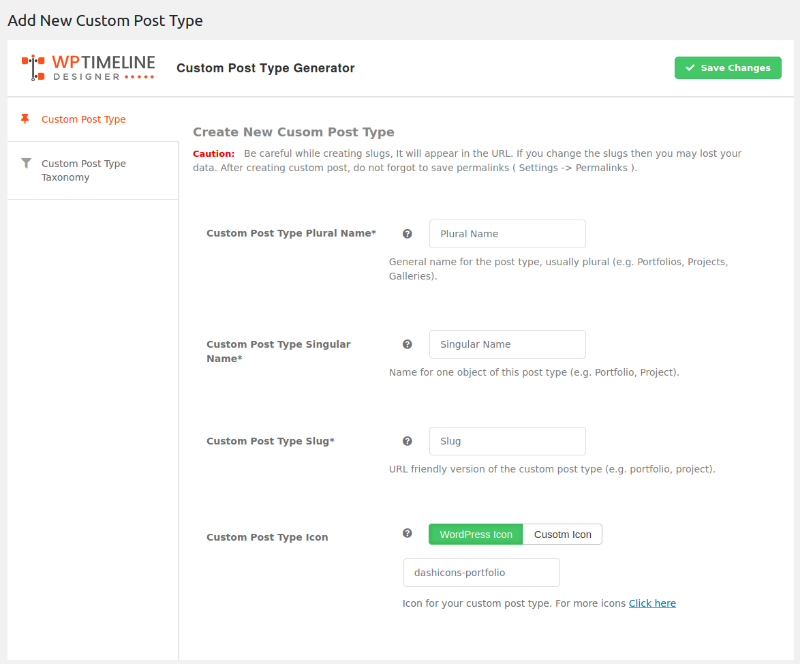 Add New Custom Post Type
WPTIMELINE
DESIGNER
Custom Post Type Generator
Save Changes
Custom Post Type
Custom Post Type
Taxonomy
Create New Cusom Post Type
Caution: Be careful while creating slugs, It will appear in the URL. If you change the slugs then you may lost your
data. After creating custom post, do not forgot to save permalinks ( Settings -> Permalinks ).
Custom Post Type Plural Name*
Plural Name
General name for the post type, usually plural (e.g. Portfolios, Projects,
Galleries).
Custom Post Type Singular
Name*
Singular Name
Name for one object of this post type (e.g. Portfolio, Project).
Custom Post Type Slug*
Slug
URL friendly version of the custom post type (e.g. portfolio, project).
Custom Post Type Icon
WordPress Icon
Cusotm Icon
dashicons-portfolio
Icon for your custom post type. For more icons Click here